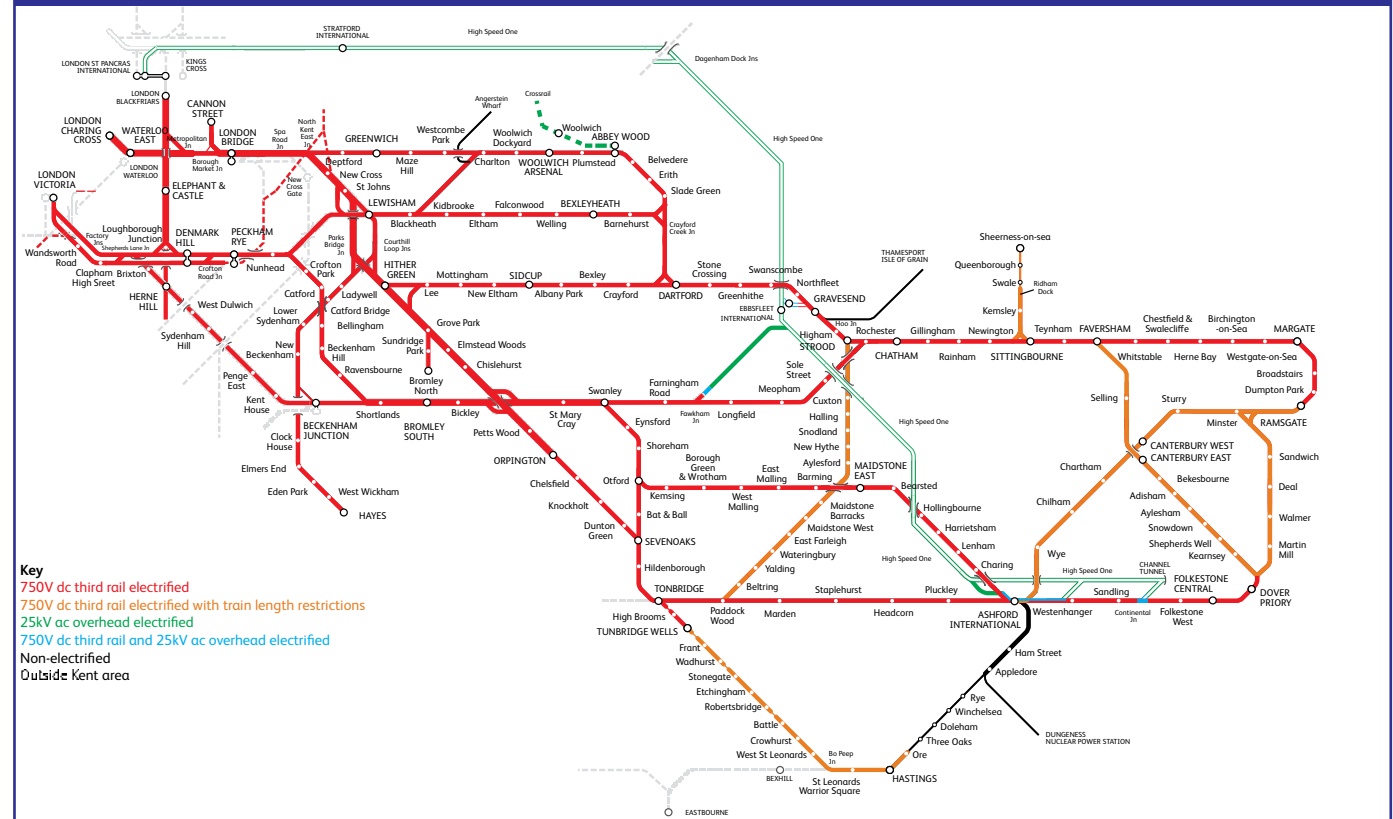 STRATFORD
INTERNATIONAL
High Speed One
LONDON ST PANCRAS
INTERNATIONAL
KINGS
CROSS
Dagenham Dock Jns
LONDON
BLACKFRIARS
CANNON
STREET
LONDON
CHARING
CROSS
WATERLOO
EAST
Metropolitan
Jn
LONDON
BRIDGE
Borough
Market Jn
Spa
Road
Jn
North
Kent
East
Jn
LONDON
WATERLOO
GREENWICH
Deptford
Maze
Hill
Westcombe
Park
Angerstein
Wharf
Charlton
Woolwich
Dockyard
Crossrail
Woolwich
WOOLWICH
ARSENAL
ABBEY WOOD
Plumstead
Belvedere
Erith
Slade Green
High Speed One
LONDON
VICTORIA
ELEPHANT &
CASTLE
New
Cross
Gate
New Cross
St Johns
LEWISHAM
Blackheath
Kidbrooke
Eltham
Falconwood
Welling
BEXLEYHEATH
Barnehurst
Crayford
Creek Jn
Wandsworth
Road
Factory
Jns
Shepherds Lane Jn
Clapham
High Sreet
Brixton
Loughborough
Junction
DENMARK
HILL
Crofton
Road Jn
PECKHAM
RYE
Nunhead
Crofton
Park
Parks
Bridge
Jn
Courthill
Loop Jns
HITHER
GREEN
Catford
Ladywell
Catford Bridge
Bellingham
Lower
Sydenham
New
Beckenham
Beckenham
Hill
Ravensbourne
HERNE
HILL
West Dulwich
Sydenham
Hill
Penge
East
Kent
House
Lee
Mottingham
New Eltham
SIDCUP
Albany Park
Bexley
Crayford
DARTFORD
Stone
Crossing
Greenhithe
Swanscombe
Northfleet
EBBSFLEET
INTERNATIONAL
GRAVESEND
THAMESPORT
ISLE OF GRAIN
Hoo Jn
Higham
STROOD
Grove Park
Sundridge
Park
Bromley
North
Elmstead Woods
Chislehurst
BECKENHAM
JUNCTION
Shortlands
BROMLEY
SOUTH
Bickley
Petts Wood
St Mary
Cray
Swanley
Farningham
Road
Fawkham
Jn
Longfield
Meopham
Sole
Street
Rochester
CHATHAM
Gillingham
Rainham
Newington
SITTINGBOURNE
Sheerness-on-sea
Queenborough
Swale
Ridham
Dock
Kemsley
Teynham
FAVERSHAM
Whitstable
Chestfield &
Swalecliffe
Herne Bay
Birchington
-on-Sea
Westgate-on-Sea
MARGATE
Broadstairs
Dumpton Park
RAMSGATE
Minster
Sturry
Selling
CANTERBURY WEST
CANTERBURY EAST
Chartham
Chilham
Wye
Bekesbourne
Adisham
Aylesham
Snowdown
Shepherds Well
Kearnsey
Sandwich
Deal
Walmer
Martin
Mill
Clock
House
Elmers End
Eden Park
West Wickham
HAYES
ORPINGTON
Chelsfield
Knockholt
Dunton
Green
Eynsford
Shoreham
Otford
Bat & Ball
SEVENOAKS
Hildenborough
TONBRIDGE
Kemsing
Borough
Green
& Wrotham
West
Malling
East
Malling
Barming
MAIDSTONE
EAST
Cuxton
Halling
Snodland
New Hythe
Aylesford
High Speed One
Bearsted
Hollingbourne
Harrietsham
Lenham
Charing
Maidstone
Barracks
Maidstone West
East Farleigh
Wateringbury
Yalding
Beltring
High Speed One
High Speed One
CHANNEL
TUNNEL
Paddock
Wood
Marden
Staplehurst
Headcorn
Pluckley
ASHFORD
INTERNATIONAL
Westenhanger
Sandling
Continental
Jn
Folkestone
West
FOLKESTONE
CENTRAL
DOVER
PRIORY
High Brooms
TUNBRIDGE WELLS
Frant
Wadhurst
Stonegate
Etchingham
Robertsbridge
Battle
Crowhurst
West St Leonards
Bo Peep
Jn
St Leonards
Warrior Square
HASTINGS
Ore
Three Oaks
Doleham
Winchelsea
Rye
Appledore
Ham Street
DUNGENESS
NUCLEAR POWER STATION
BEXHILL
EASTBOURNE
Key
750V dc third rail electrified
750V dc third rail electrified with train length restrictions
25kV ac overhead electrified
750V dc third rail and 25kV ac overhead electrified
Non-electrified
Outside Kent area